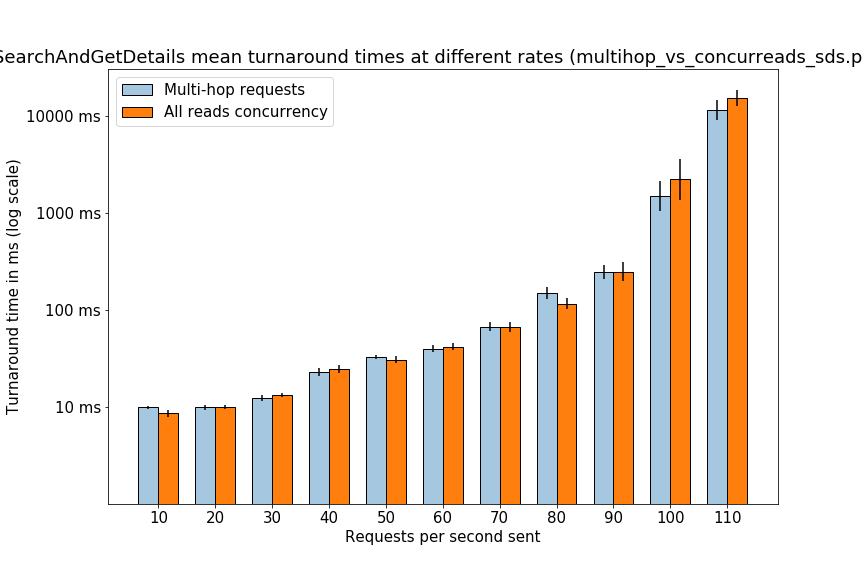 SearchAndGetDetails mean turnaround times at different rates (multihop_vs_concurreads_sds.p
Multi-hop requests
All reads concurrency
Turnaround time in ms (log scale)
10000 ms
1000 ms
100 ms
10 ms
10 20 30 40 50 60 70 80 90 100 110
Requests per second sent